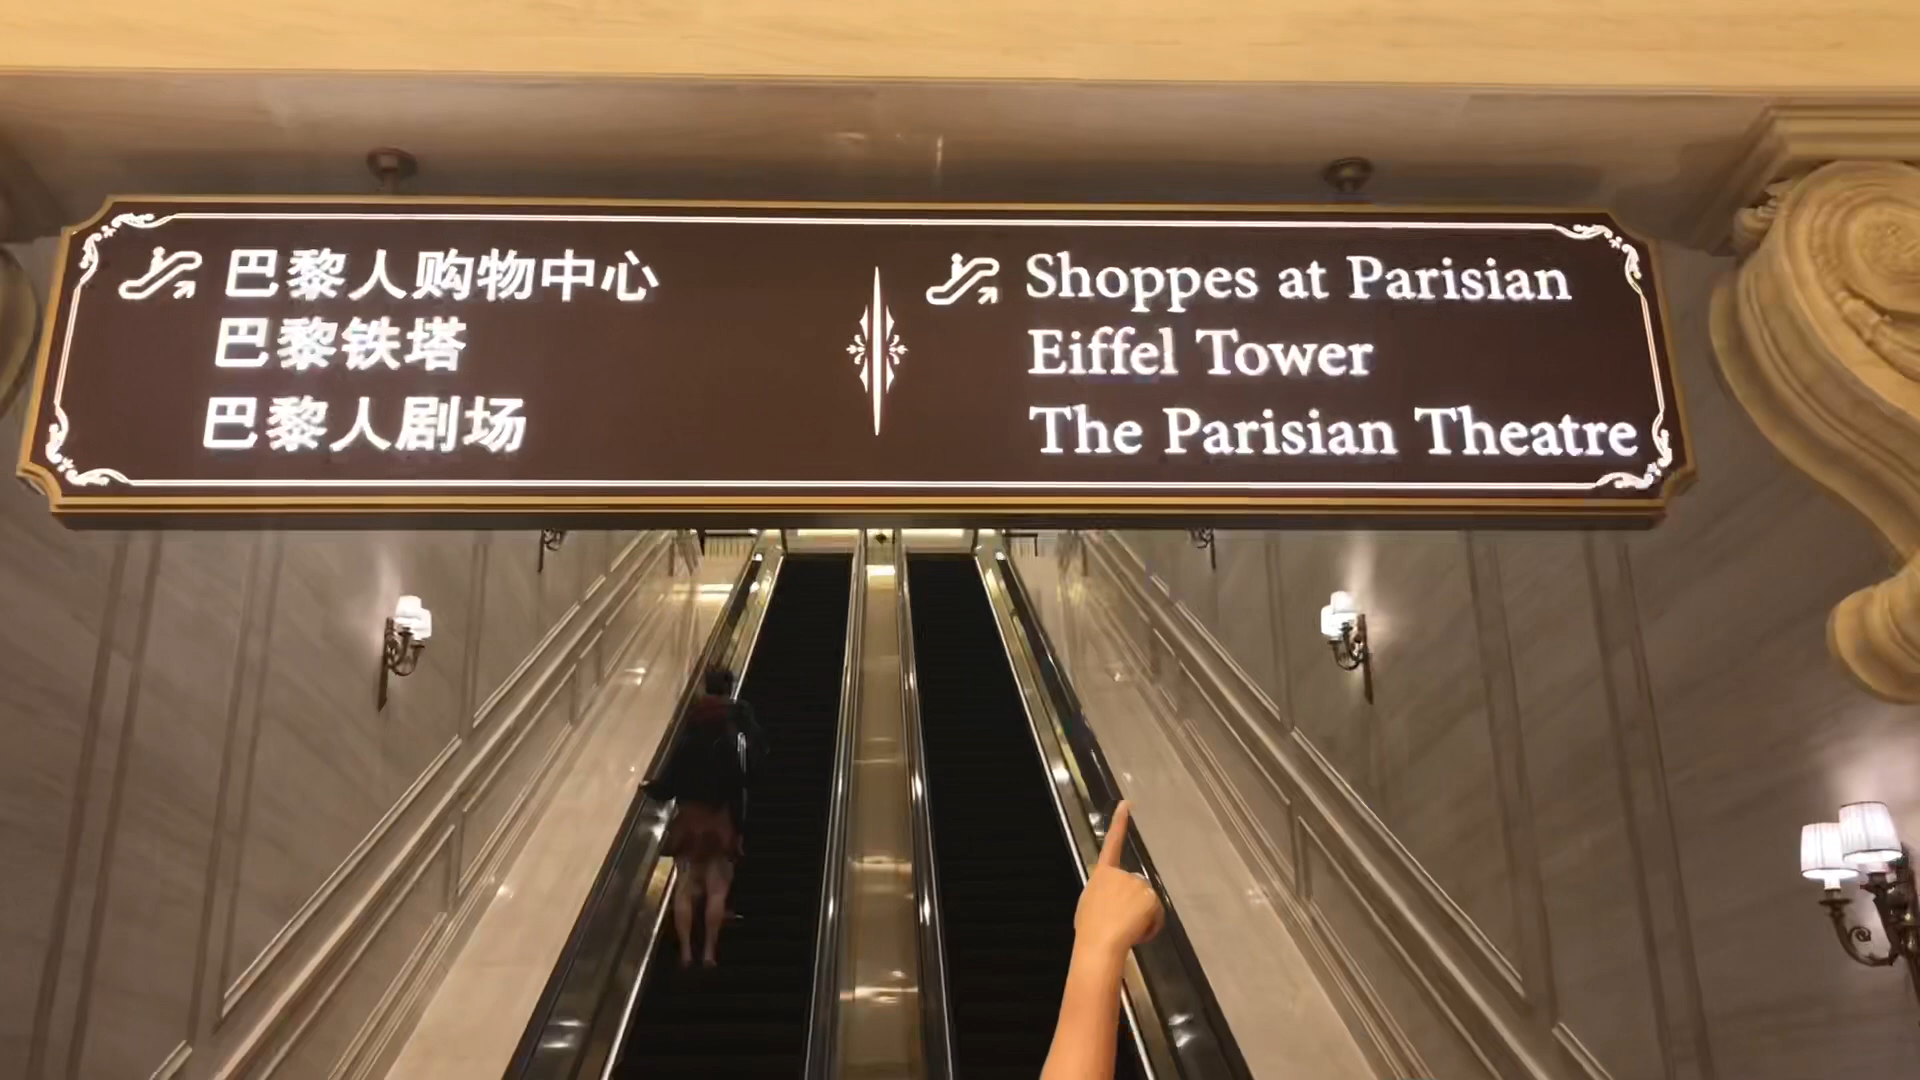 巴黎人购物中心
巴黎铁塔
巴黎人剧场
Shoppes at Parisian
Eiffel Tower
The Parisian Theatre